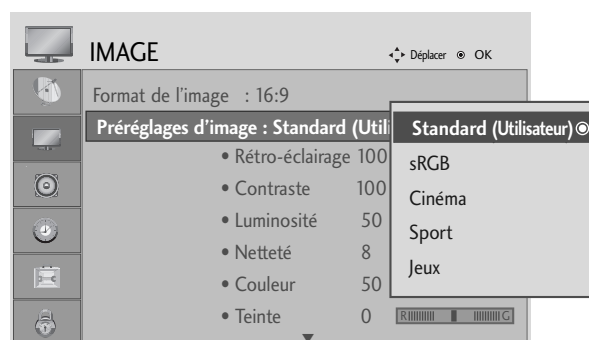 IMAGE
Déplacer OK
Format de l'image : 16:9
Préréglages d'image : Standard (Utili
• Rétro-éclairage 100
• Contraste 100
• Luminosité 50
• Netteté 8
• Couleur 50
• Teinte 0 R G
Standard (Utilisateur)
sRGB
Cinéma
Sport
Jeux